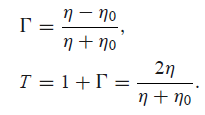 Γ = (η − η₀)/(η + η₀),
T = 1 + Γ = 2η/(η + η₀).